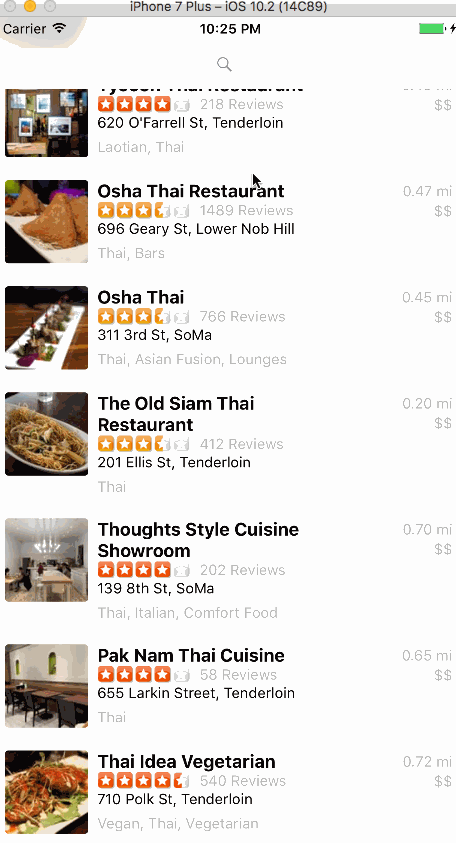 iPhone 7 Plus – iOS 10.2 (14C89)
Carrier 10:25 PM
Restaurant
218 Reviews $$
620 O'Farrell St, Tenderloin
Laotian, Thai
Osha Thai Restaurant 0.47 mi
1489 Reviews $$
696 Geary St, Lower Nob Hill
Thai, Bars
Osha Thai 0.45 mi
766 Reviews $$
311 3rd St, SoMa
Thai, Asian Fusion, Lounges
The Old Siam Thai 0.20 mi
Restaurant $$
412 Reviews
201 Ellis St, Tenderloin
Thai
Thoughts Style Cuisine 0.70 mi
Showroom $$
202 Reviews
139 8th St, SoMa
Thai, Italian, Comfort Food
Pak Nam Thai Cuisine 0.65 mi
58 Reviews $$
655 Larkin Street, Tenderloin
Thai
Thai Idea Vegetarian 0.72 mi
540 Reviews $$
710 Polk St, Tenderloin
Vegan, Thai, Vegetarian